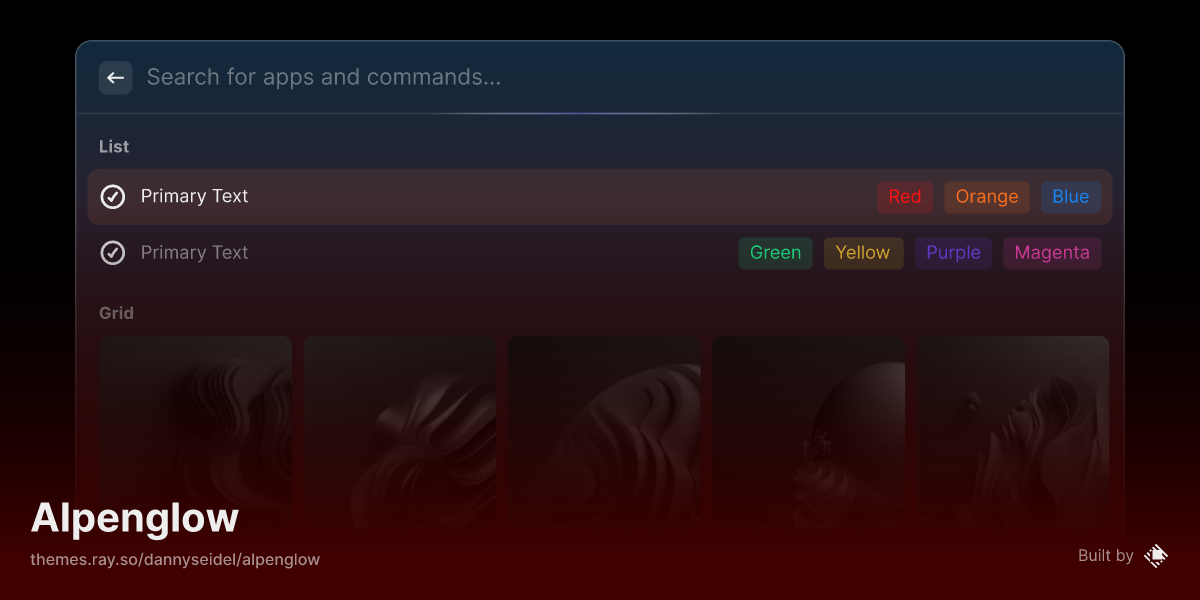 Search for apps and commands...
List
Primary Text Red Orange Blue
Primary Text Green Yellow Purple Magenta
Grid
Alpenglow
themes.ray.so/dannyseidel/alpenglow
Built by